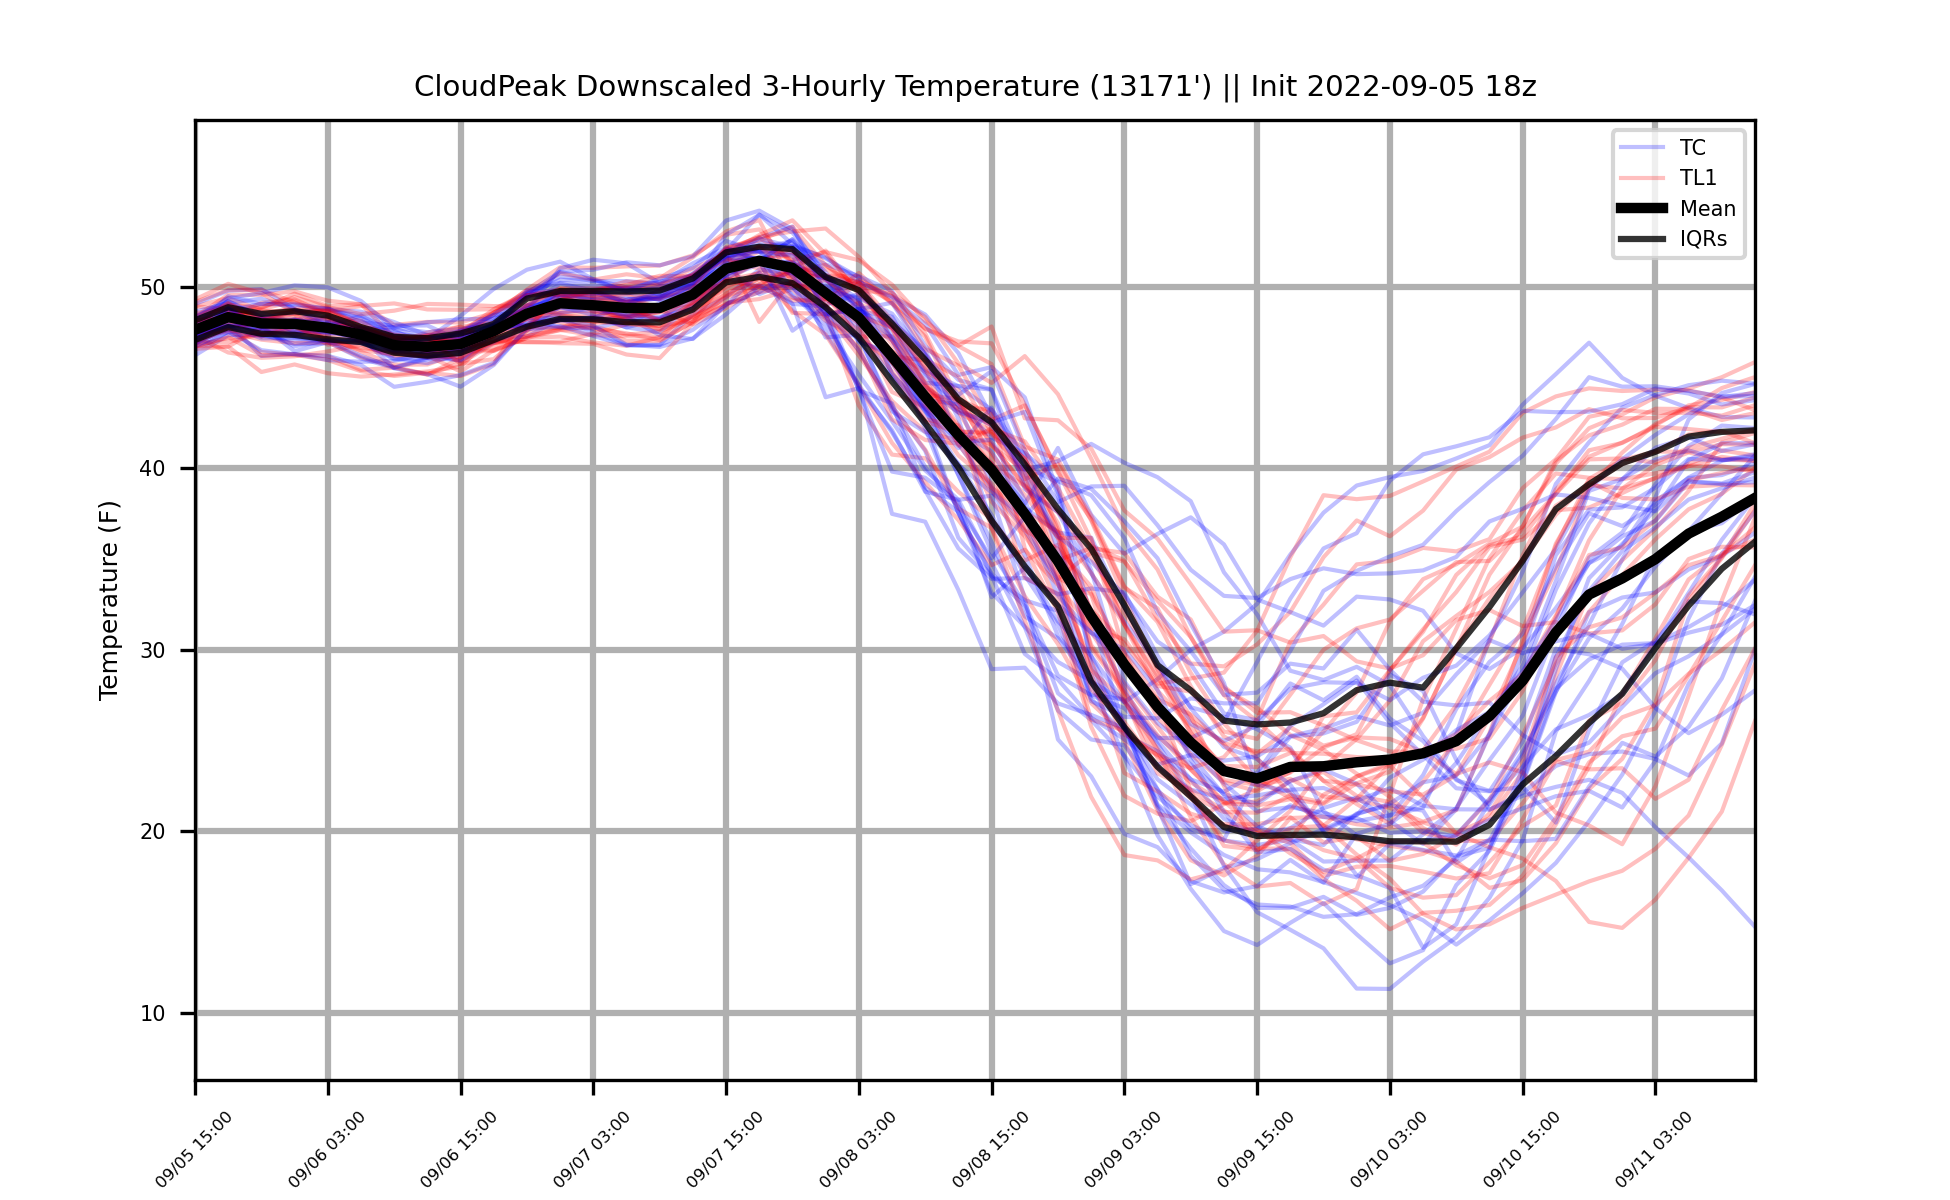 CloudPeak Downscaled 3-Hourly Temperature (13171') || Init 2022-09-05 18z
TC
TL1
Mean
IQRs
Temperature (F)
50
40
30
20
10
09/05 15:00
09/06 03:00
09/06 15:00
09/07 03:00
09/07 15:00
09/08 03:00
09/08 15:00
09/09 03:00
09/09 15:00
09/10 03:00
09/10 15:00
09/11 03:00